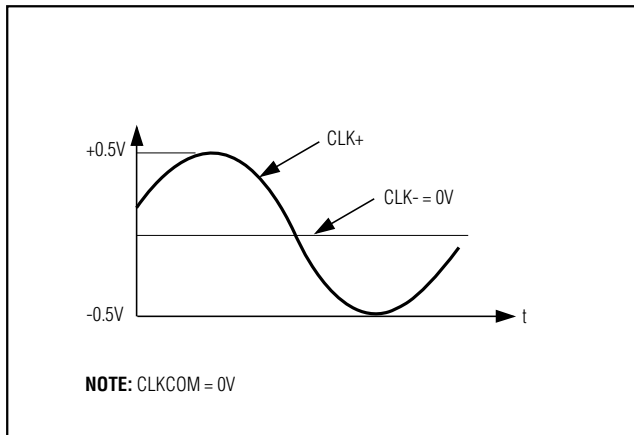 +0.5V
CLK+
CLK- = 0V
-0.5V
t
NOTE: CLKCOM = 0V